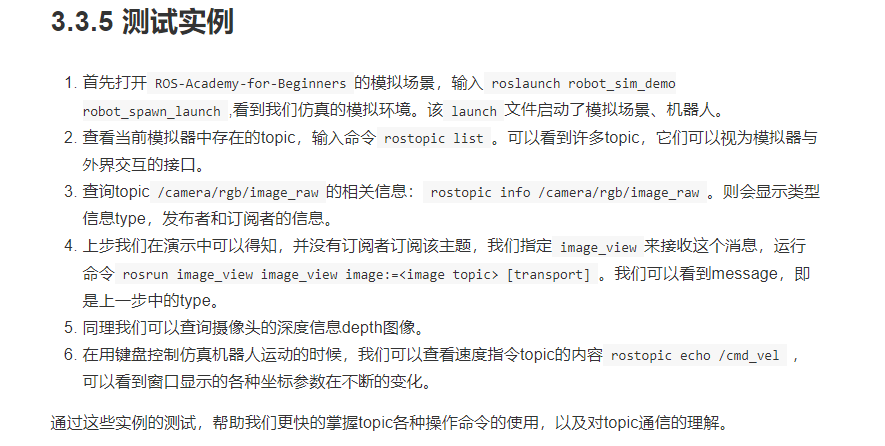 3.3.5 测试实例
1. 首先打开 ROS-Academy-for-Beginners 的模拟场景，输入 roslaunch robot_sim_demo
robot_spawn_launch ,看到我们仿真的模拟环境。该 launch 文件启动了模拟场景、机器人。
2. 查看当前模拟器中存在的topic，输入命令 rostopic list 。可以看到许多topic，它们可以视为模拟器与
外界交互的接口。
3. 查询topic /camera/rgb/image_raw 的相关信息： rostopic info /camera/rgb/image_raw 。则会显示类型
信息type，发布者和订阅者的信息。
4. 上步我们在演示中可以得知，并没有订阅者订阅该主题，我们指定 image_view 来接收这个消息，运行
命令 rosrun image_view image_view image:=<image topic> [transport] 。我们可以看到message，即
是上一步中的type。
5. 同理我们可以查询摄像头的深度信息depth图像。
6. 在用键盘控制仿真机器人运动的时候，我们可以查看速度指令topic的内容 rostopic echo /cmd_vel ，
可以看到窗口显示的各种坐标参数在不断的变化。
通过这些实例的测试，帮助我们更快的掌握topic各种操作命令的使用，以及对topic通信的理解。